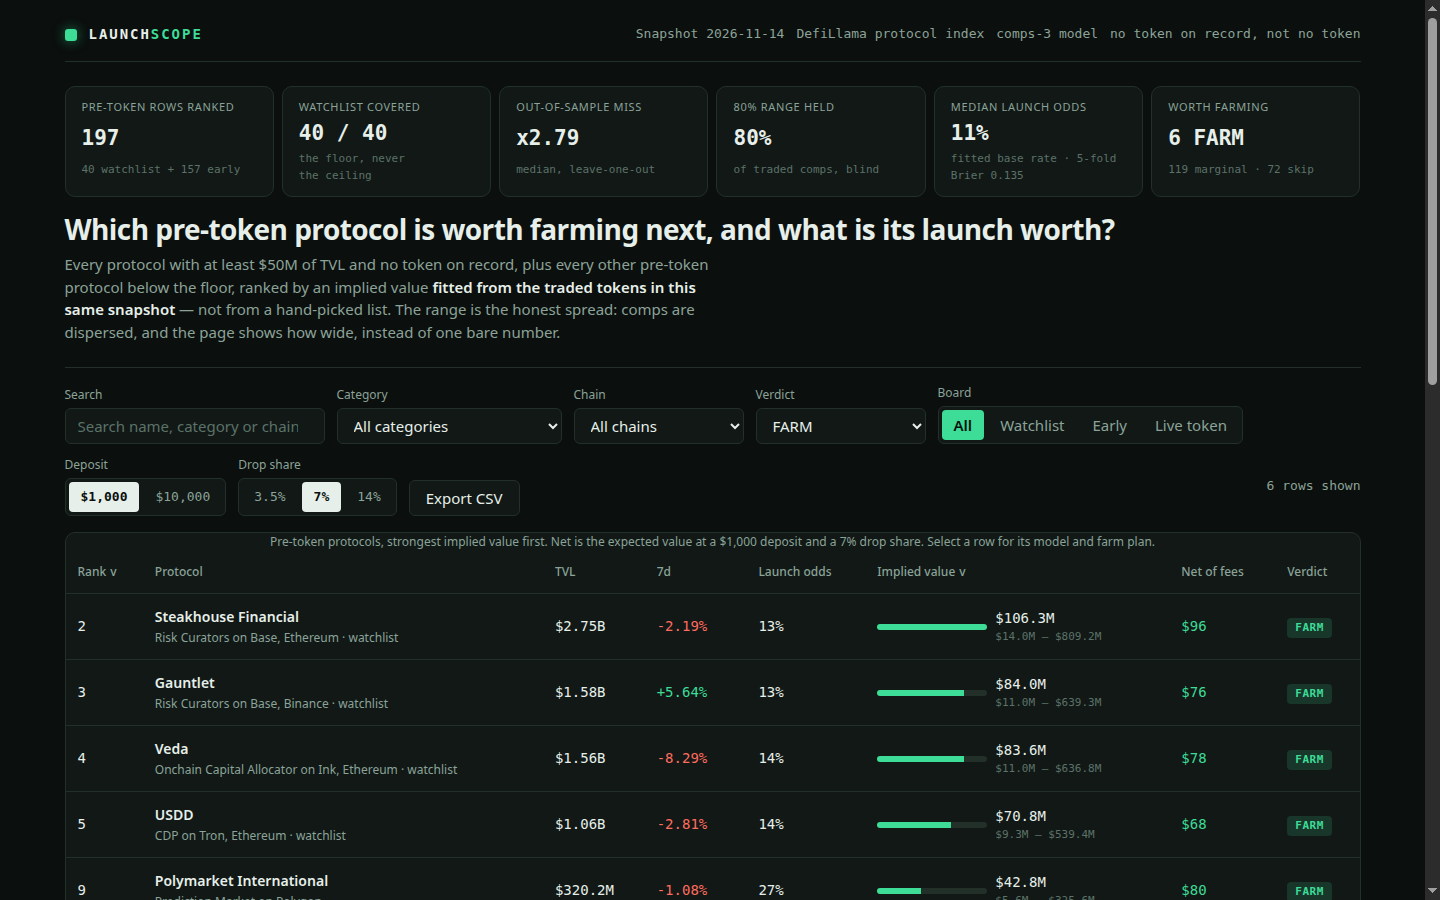 LAUNCHSCOPE
Snapshot 2026-11-14 DefiLlama protocol index comps-3 model no token on record, not no token
PRE-TOKEN ROWS RANKED
197
40 watchlist + 157 early
WATCHLIST COVERED
40 / 40
the floor, never
the ceiling
OUT-OF-SAMPLE MISS
x2.79
median, leave-one-out
80% RANGE HELD
80%
of traded comps, blind
MEDIAN LAUNCH ODDS
11%
fitted base rate · 5-fold
Brier 0.135
WORTH FARMING
6 FARM
119 marginal · 72 skip
Which pre-token protocol is worth farming next, and what is its launch worth?
Every protocol with at least $50M of TVL and no token on record, plus every other pre-token
protocol below the floor, ranked by an implied value fitted from the traded tokens in this
same snapshot — not from a hand-picked list. The range is the honest spread: comps are
dispersed, and the page shows how wide, instead of one bare number.
Search
Search name, category or chain
Category
All categories
Chain
All chains
Verdict
FARM
Board
All Watchlist Early Live token
Deposit
$1,000 $10,000
Drop share
3.5% 7% 14%
Export CSV
6 rows shown
Pre-token protocols, strongest implied value first. Net is the expected value at a $1,000 deposit and a 7% drop share. Select a row for its model and farm plan.
Rank v Protocol TVL 7d Launch odds Implied value v Net of fees Verdict
2 Steakhouse Financial $2.75B -2.19% 13% $106.3M $96 FARM
Risk Curators on Base, Ethereum · watchlist $14.0M — $809.2M
3 Gauntlet $1.58B +5.64% 13% $84.0M $76 FARM
Risk Curators on Base, Binance · watchlist $11.0M — $639.3M
4 Veda $1.56B -8.29% 14% $83.6M $78 FARM
Onchain Capital Allocator on Ink, Ethereum · watchlist $11.0M — $636.8M
5 USDD $1.06B -2.81% 14% $70.8M $68 FARM
CDP on Tron, Ethereum · watchlist $9.3M — $539.4M
9 Polymarket International $320.2M -1.08% 27% $42.8M $80 FARM